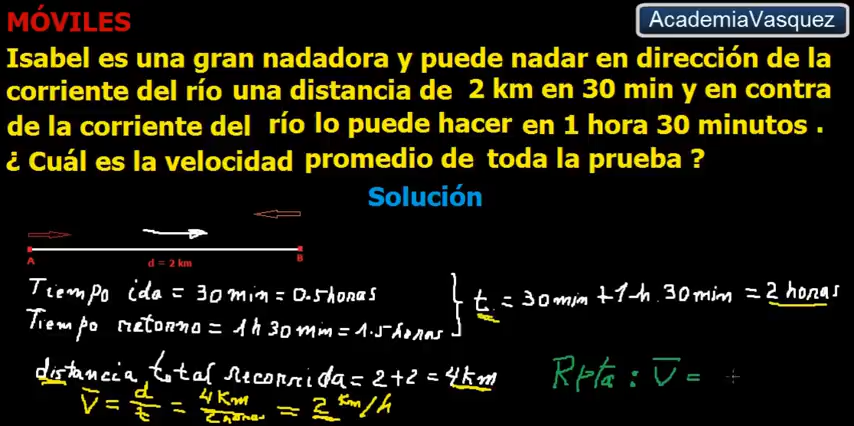 MÓVILES
AcademiaVasquez
Isabel es una gran nadadora y puede nadar en dirección de la
corriente del río una distancia de 2 km en 30 min y en contra
de la corriente del río lo puede hacer en 1 hora 30 minutos .
¿ Cuál es la velocidad promedio de toda la prueba ?
Solución
A d = 2 km B
Tiempo ida = 30 min = 0.5 horas
Tiempo retorno = 1h 30 min = 1.5 horas
} t = 30 min + 1 h 30 min = 2 horas
distancia total recorrida = 2 + 2 = 4 km
V̅ = d/t = 4 Km/2 horas = 2 km/h
Rpta : V̅ =